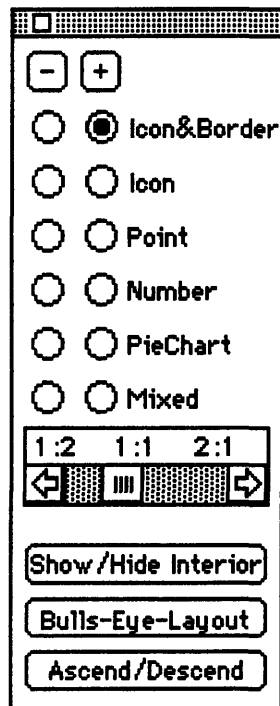 - +
Icon&Border
Icon
Point
Number
PieChart
Mixed
1:2 1:1 2:1
Show/Hide Interior
Bulls-Eye-Layout
Ascend/Descend